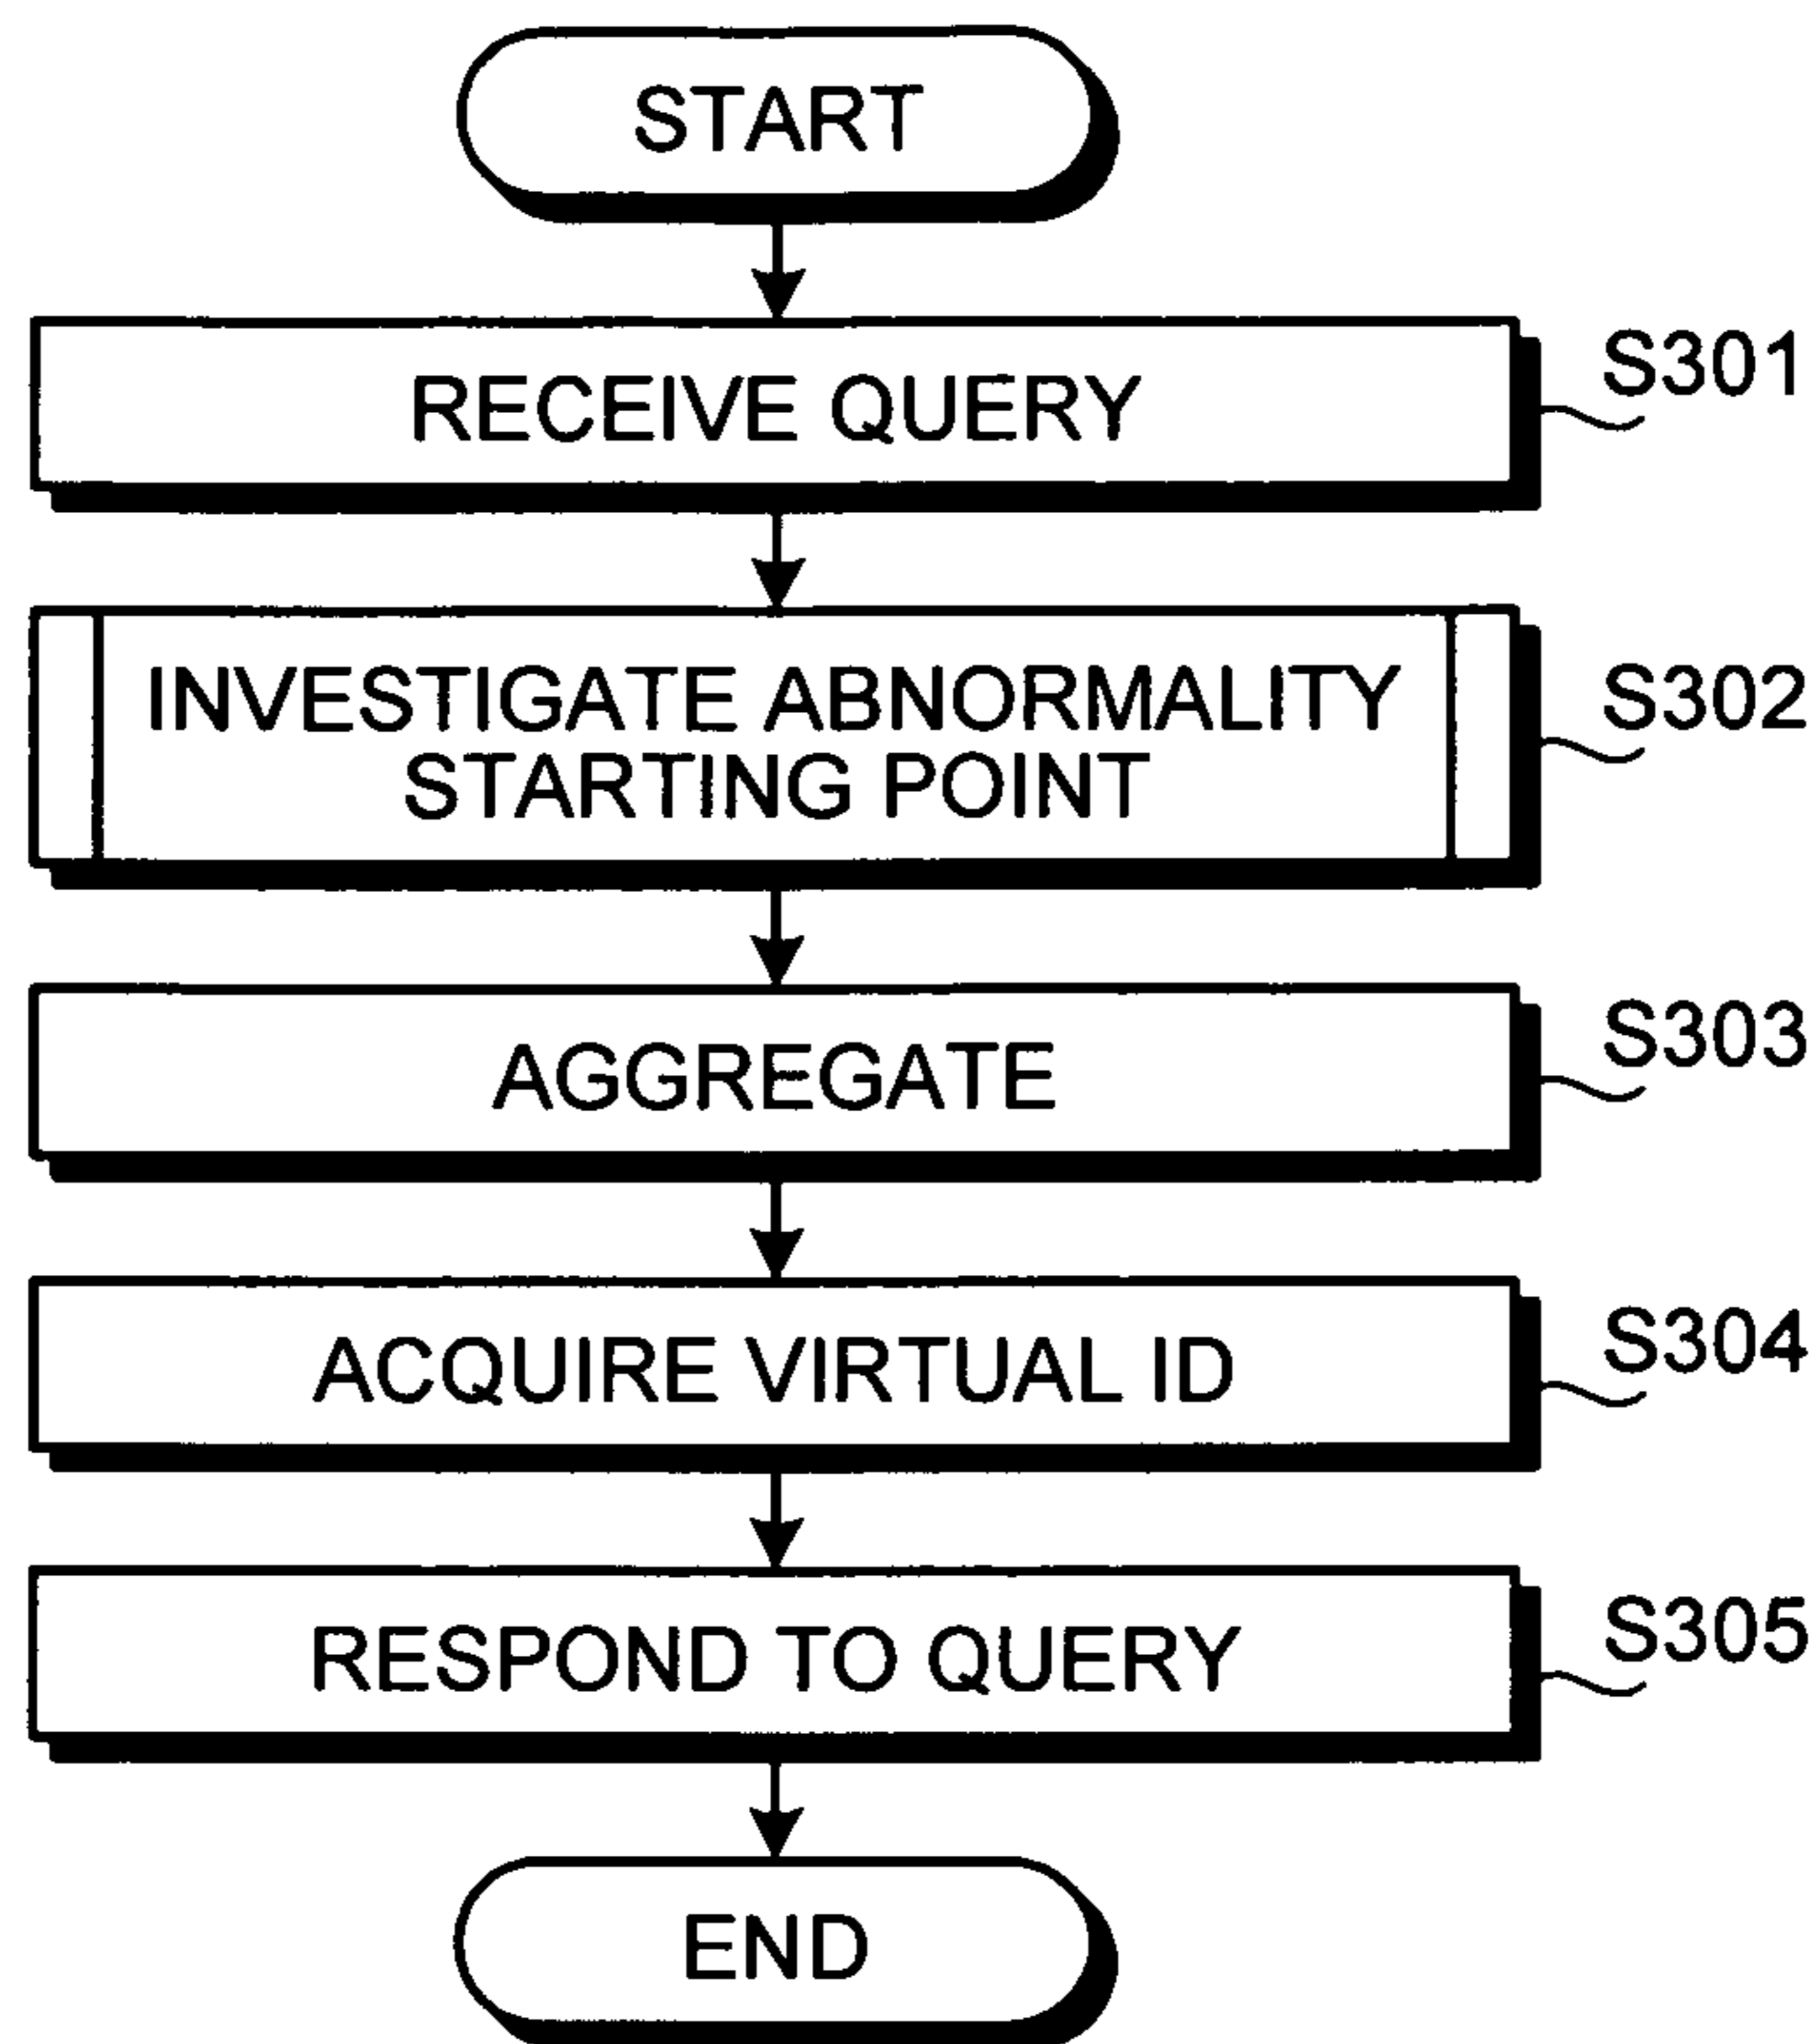 START
RECEIVE QUERY
S301
INVESTIGATE ABNORMALITY
STARTING POINT
S302
AGGREGATE
S303
ACQUIRE VIRTUAL ID
S304
RESPOND TO QUERY
S305
END